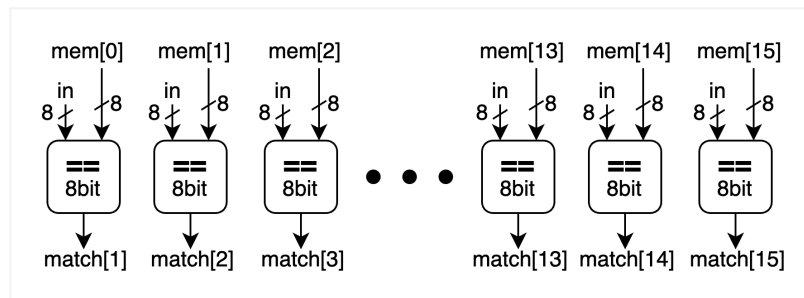 mem[0] mem[1] mem[2] mem[13] mem[14] mem[15]
in in in in in in
8 8 8 8 8 8 8 8 8 8 8 8
== == == == == ==
8bit 8bit 8bit 8bit 8bit 8bit
match[1] match[2] match[3] match[13] match[14] match[15]